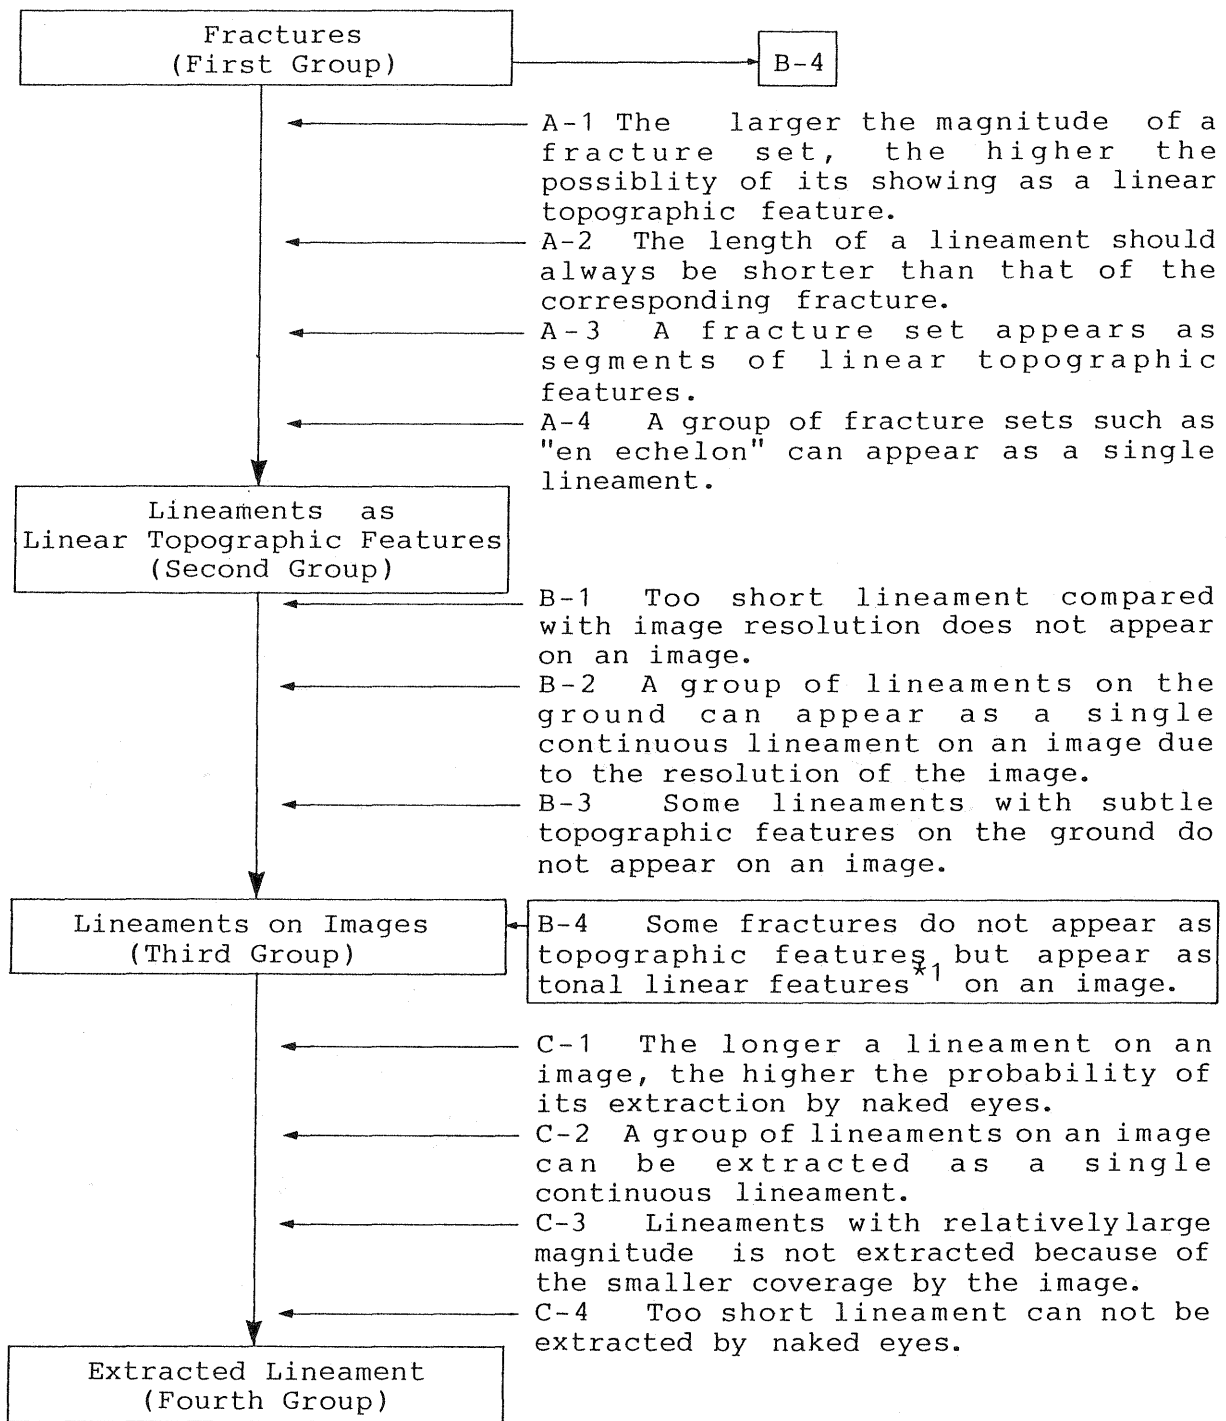 Fractures
(First Group)
B-4
A-1 The larger the magnitude of a
fracture set, the higher the
possiblity of its showing as a linear
topographic feature.
A-2 The length of a lineament should
always be shorter than that of the
corresponding fracture.
A-3 A fracture set appears as
segments of linear topographic
features.
A-4 A group of fracture sets such as
"en echelon" can appear as a single
lineament.
Lineaments as
Linear Topographic Features
(Second Group)
B-1 Too short lineament compared
with image resolution does not appear
on an image.
B-2 A group of lineaments on the
ground can appear as a single
continuous lineament on an image due
to the resolution of the image.
B-3 Some lineaments with subtle
topographic features on the ground do
not appear on an image.
Lineaments on Images
(Third Group)
B-4 Some fractures do not appear as
topographic features, but appear as
tonal linear features*1 on an image.
C-1 The longer a lineament on an
image, the higher the probability of
its extraction by naked eyes.
C-2 A group of lineaments on an image
can be extracted as a single
continuous lineament.
C-3 Lineaments with relatively large
magnitude is not extracted because of
the smaller coverage by the image.
C-4 Too short lineament can not be
extracted by naked eyes.
Extracted Lineament
(Fourth Group)